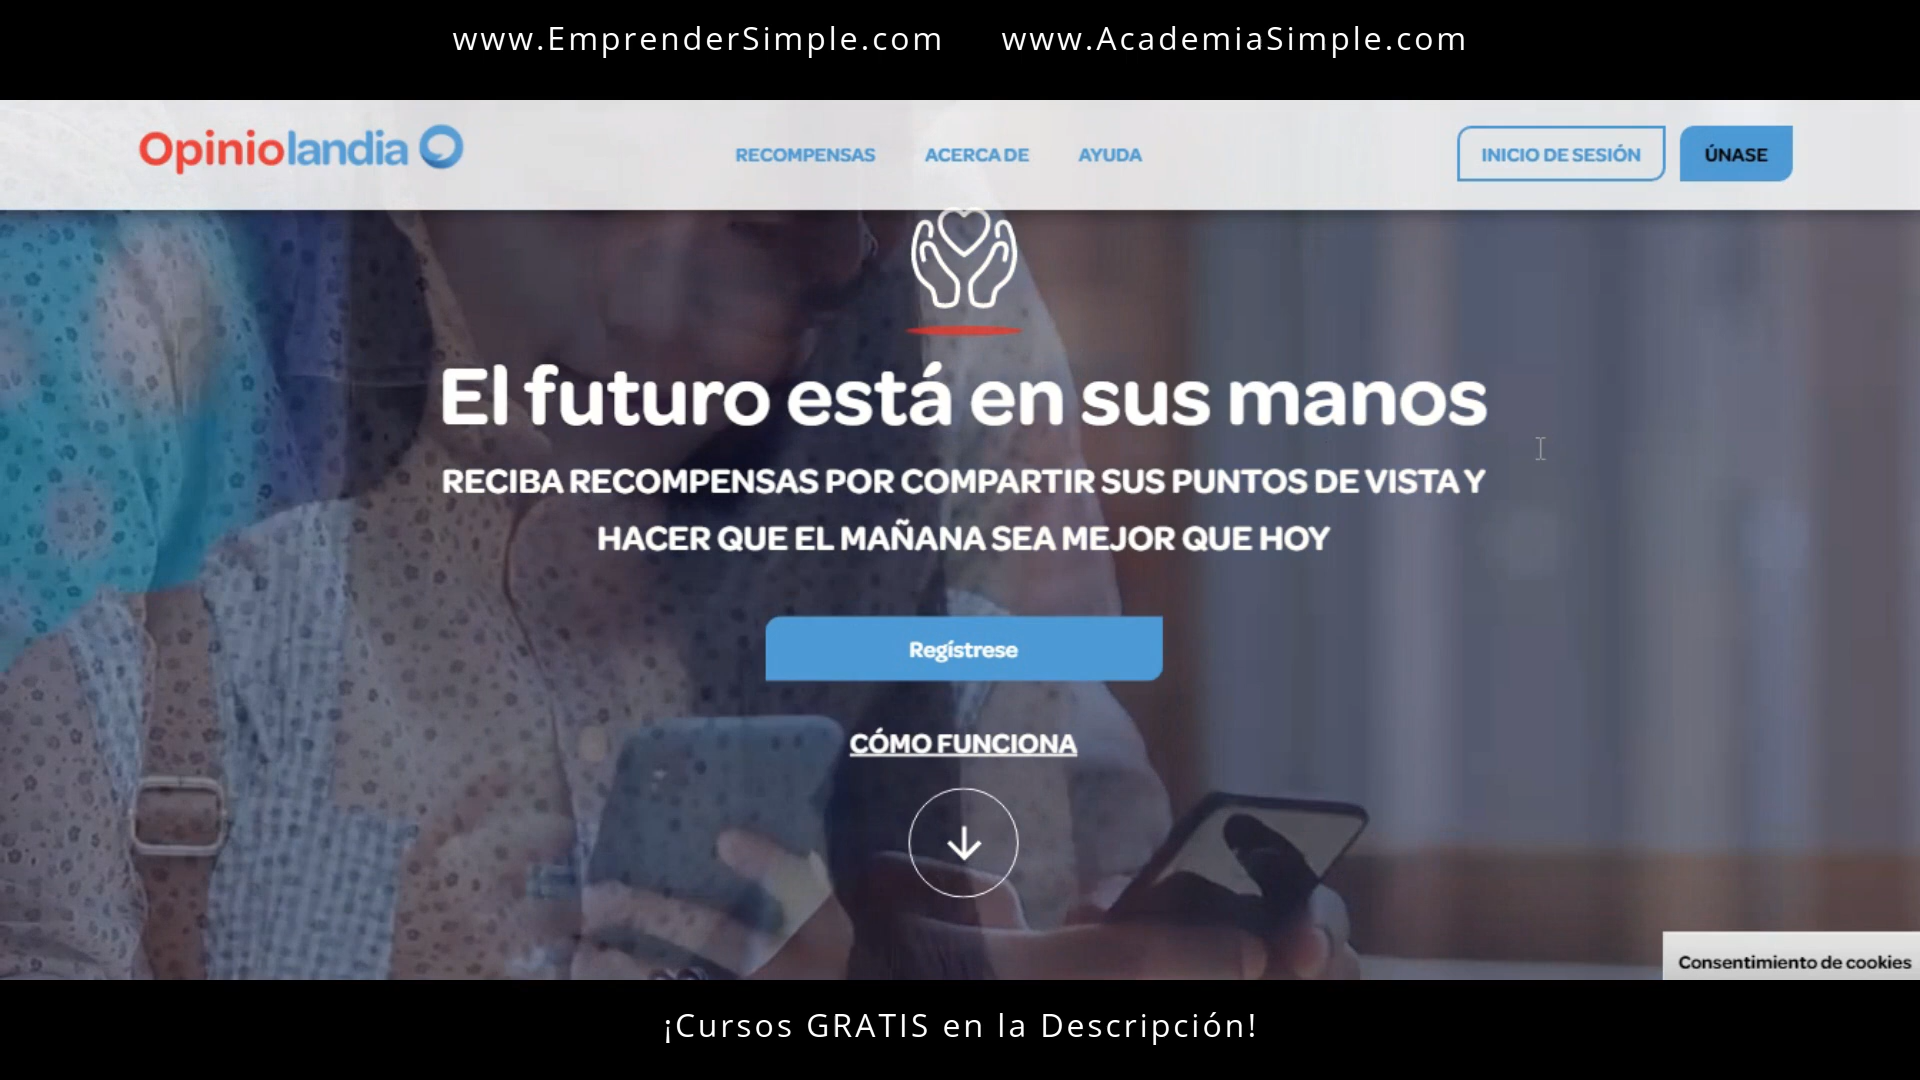 www.EmprenderSimple.com www.AcademiaSimple.com
Opiniolandia
RECOMPENSAS ACERCA DE AYUDA INICIO DE SESIÓN ÚNASE
El futuro está en sus manos
RECIBA RECOMPENSAS POR COMPARTIR SUS PUNTOS DE VISTA Y
HACER QUE EL MAÑANA SEA MEJOR QUE HOY
Regístrese
CÓMO FUNCIONA
Consentimiento de cookies
¡Cursos GRATIS en la Descripción!